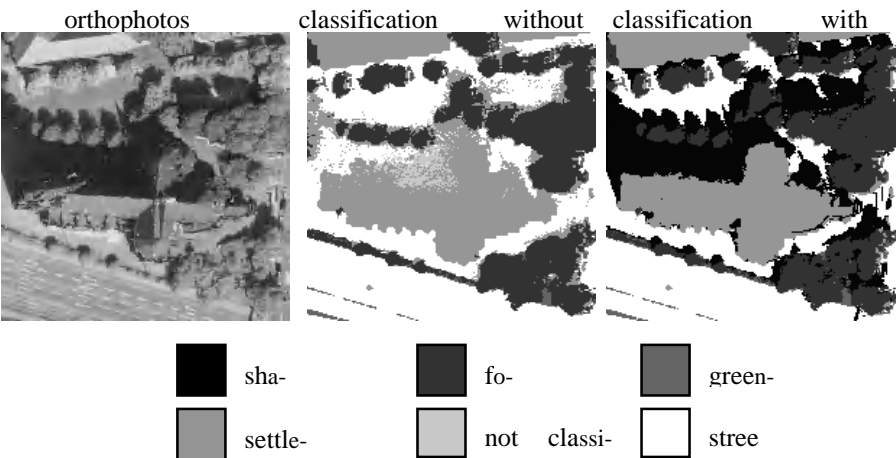 orthophotos classification without classification with
sha- fo- green-
settle- not classi- stree